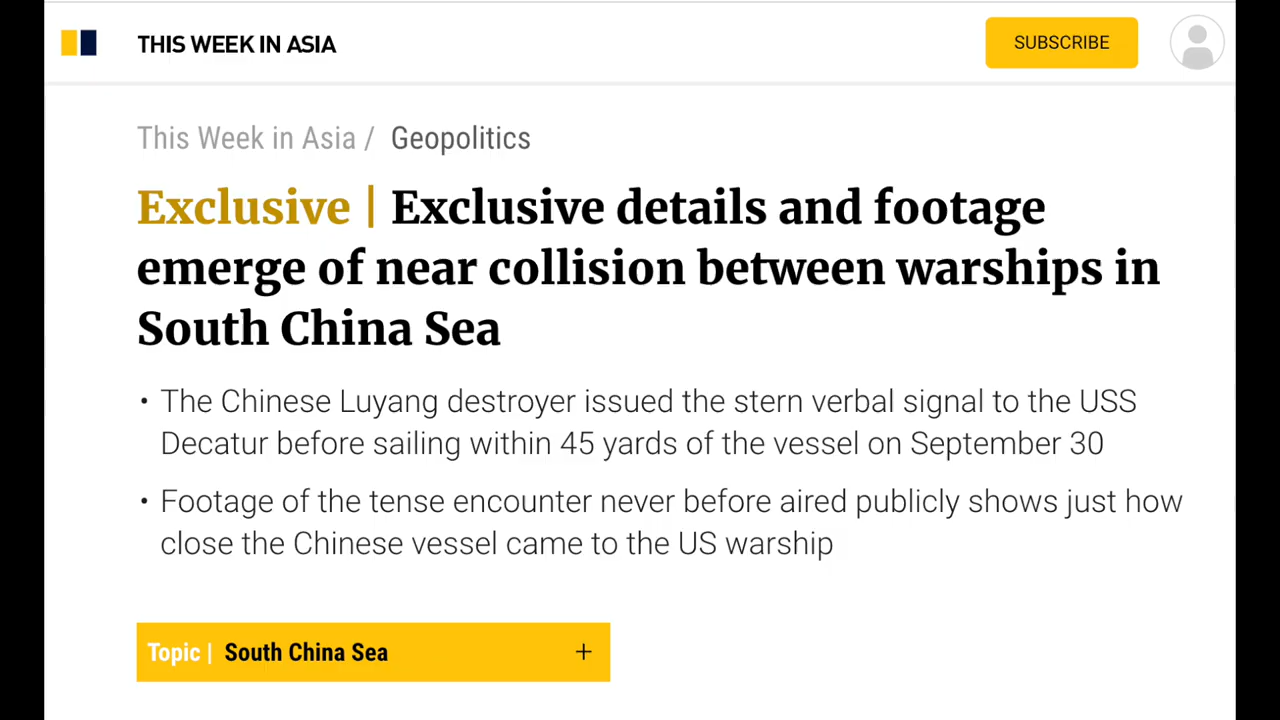 THIS WEEK IN ASIA
SUBSCRIBE
This Week in Asia / Geopolitics
Exclusive | Exclusive details and footage
emerge of near collision between warships in
South China Sea
• The Chinese Luyang destroyer issued the stern verbal signal to the USS
Decatur before sailing within 45 yards of the vessel on September 30
• Footage of the tense encounter never before aired publicly shows just how
close the Chinese vessel came to the US warship
Topic | South China Sea +